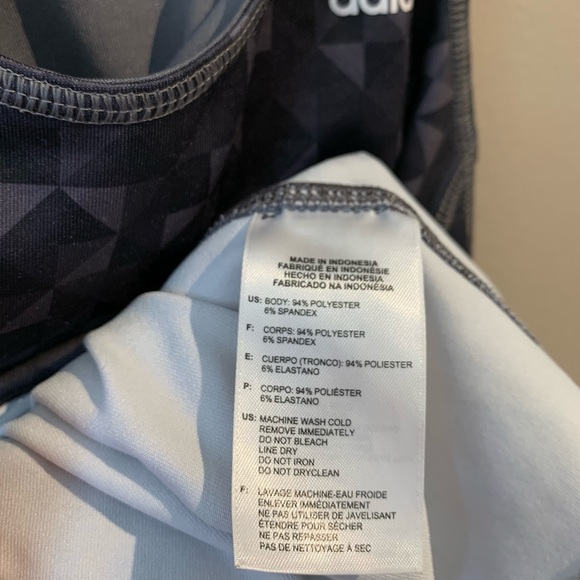 MADE IN INDONESIA
FABRIQUÉ EN INDONÉSIE
HECHO EN INDONESIA
FABRICADO NA INDONÉSIA
US: BODY: 94% POLYESTER
6% SPANDEX
F: CORPS: 94% POLYESTER
6% SPANDEX
E: CUERPO (TRONCO): 94% POLIESTER
6% ELASTANO
P: CORPO: 94% POLIÉSTER
6% ELASTANO
US: MACHINE WASH COLD
REMOVE IMMEDIATELY
DO NOT BLEACH
LINE DRY
DO NOT IRON
DO NOT DRYCLEAN
F: LAVAGE MACHINE-EAU FROIDE
ENLEVER IMMÉDIATEMENT
NE PAS UTILISER DE JAVELISANT
ÉTENDRE POUR SÉCHER
NE PAS REPASSER
PAS DE NETTOYAGE À SEC